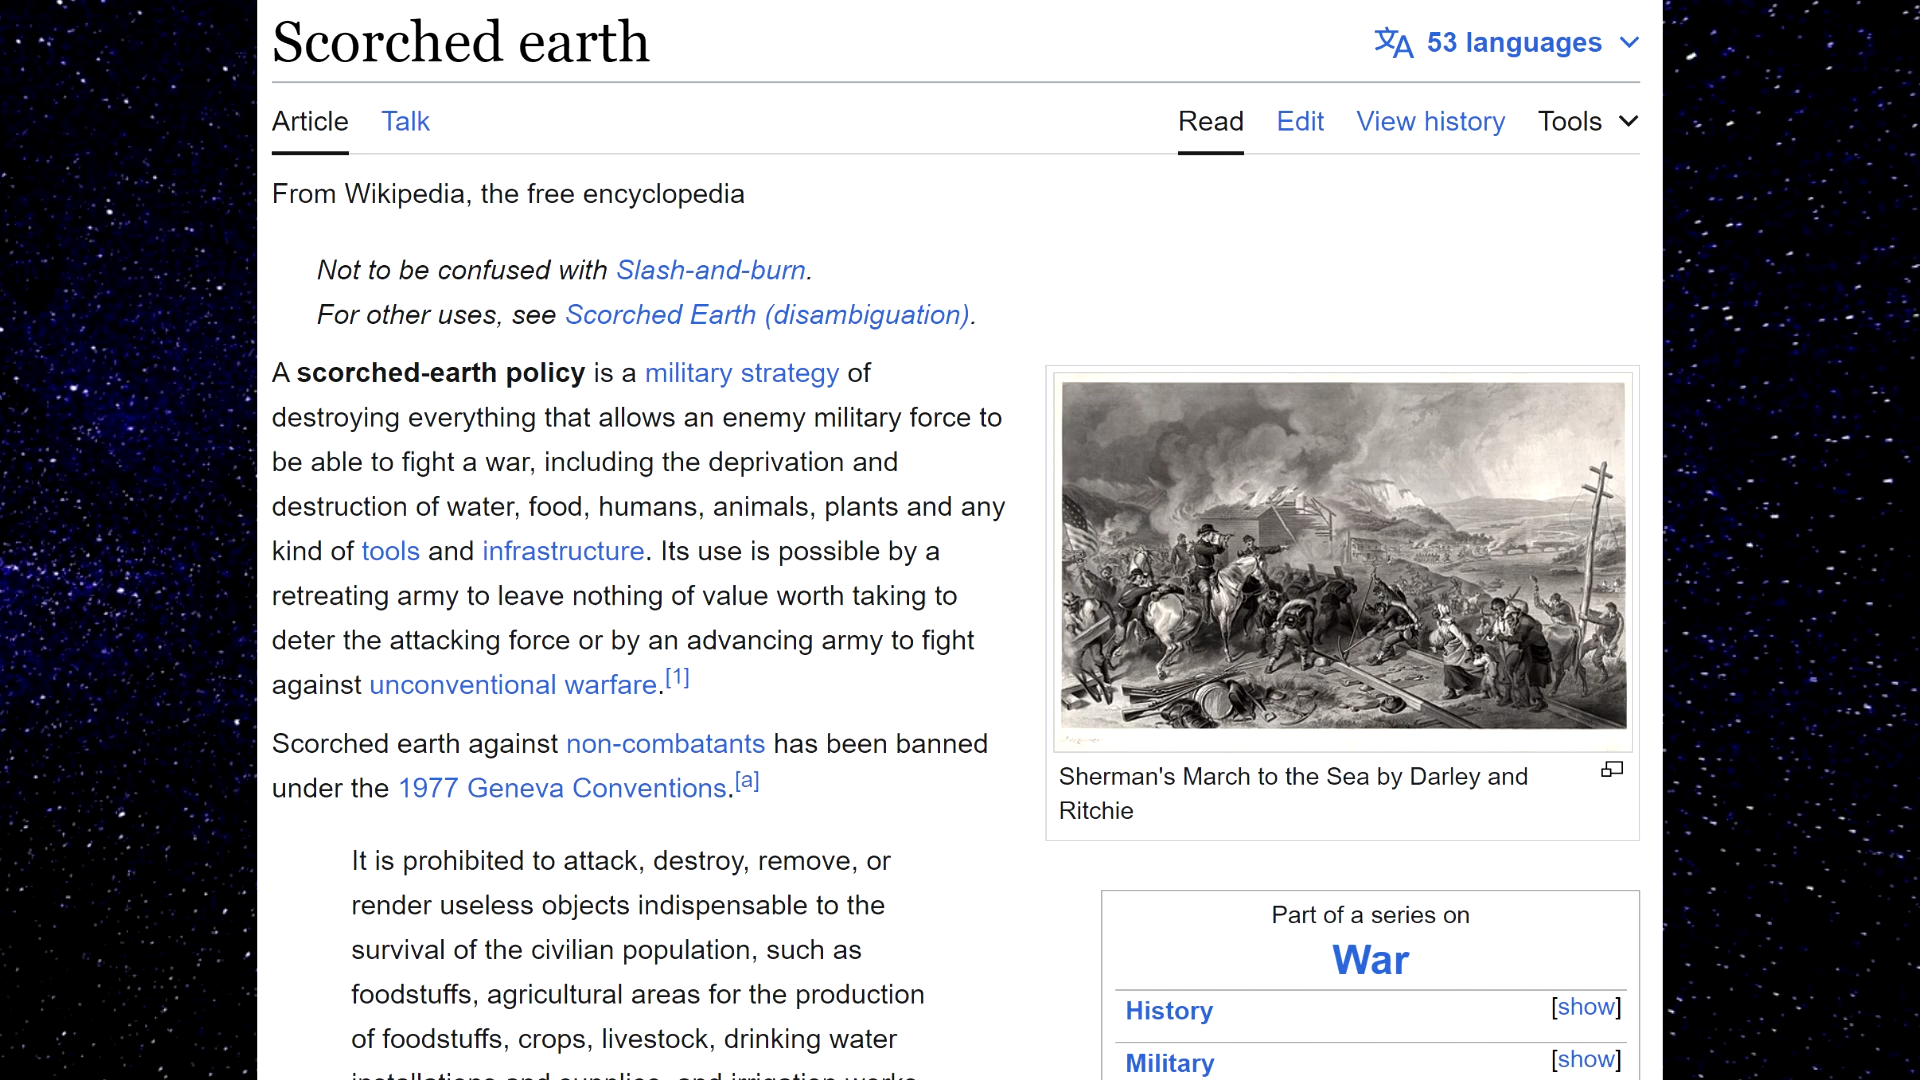 Scorched earth
53 languages
Article Talk
Read Edit View history Tools
From Wikipedia, the free encyclopedia
Not to be confused with Slash-and-burn.
For other uses, see Scorched Earth (disambiguation).
A scorched-earth policy is a military strategy of
destroying everything that allows an enemy military force to
be able to fight a war, including the deprivation and
destruction of water, food, humans, animals, plants and any
kind of tools and infrastructure. Its use is possible by a
retreating army to leave nothing of value worth taking to
deter the attacking force or by an advancing army to fight
against unconventional warfare.[1]
Scorched earth against non-combatants has been banned
under the 1977 Geneva Conventions.[a]
It is prohibited to attack, destroy, remove, or
render useless objects indispensable to the
survival of the civilian population, such as
foodstuffs, agricultural areas for the production
of foodstuffs, crops, livestock, drinking water
installations and supplies, and irrigation works
Sherman's March to the Sea by Darley and
Ritchie
Part of a series on
War
History [show]
Military [show]